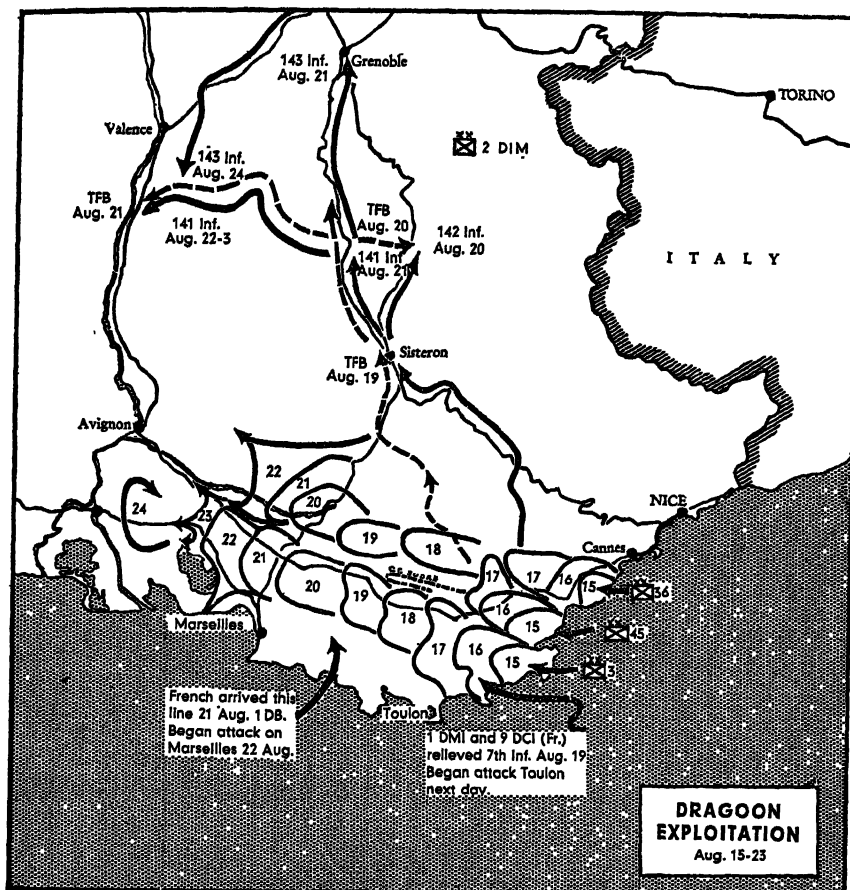 143 Inf.
Aug. 21
Grenoble
TORINO
Valence
2 DIM
143 Inf.
Aug. 24
TFB
Aug. 21
141 Inf.
Aug. 22-3
TFB
Aug. 20
142 Inf.
Aug. 20
141 Inf
Aug. 21
ITALY
Sisteron
TFB
Aug. 19
Avignon
NICE
Cannes
22
21
20
24
23
22
21
19
18
17
17
16
15
36
20
19
18
16
15
45
17
16
15
3
Marseilles
Toulon
French arrived this
line 21 Aug. 1 DB.
Began attack on
Marseilles 22 Aug.
1 DMI and 9 DCI (Fr.)
relieved 7th Inf. Aug. 19
Began attack Toulon
next day.
DRAGOON
EXPLOITATION
Aug. 15-23